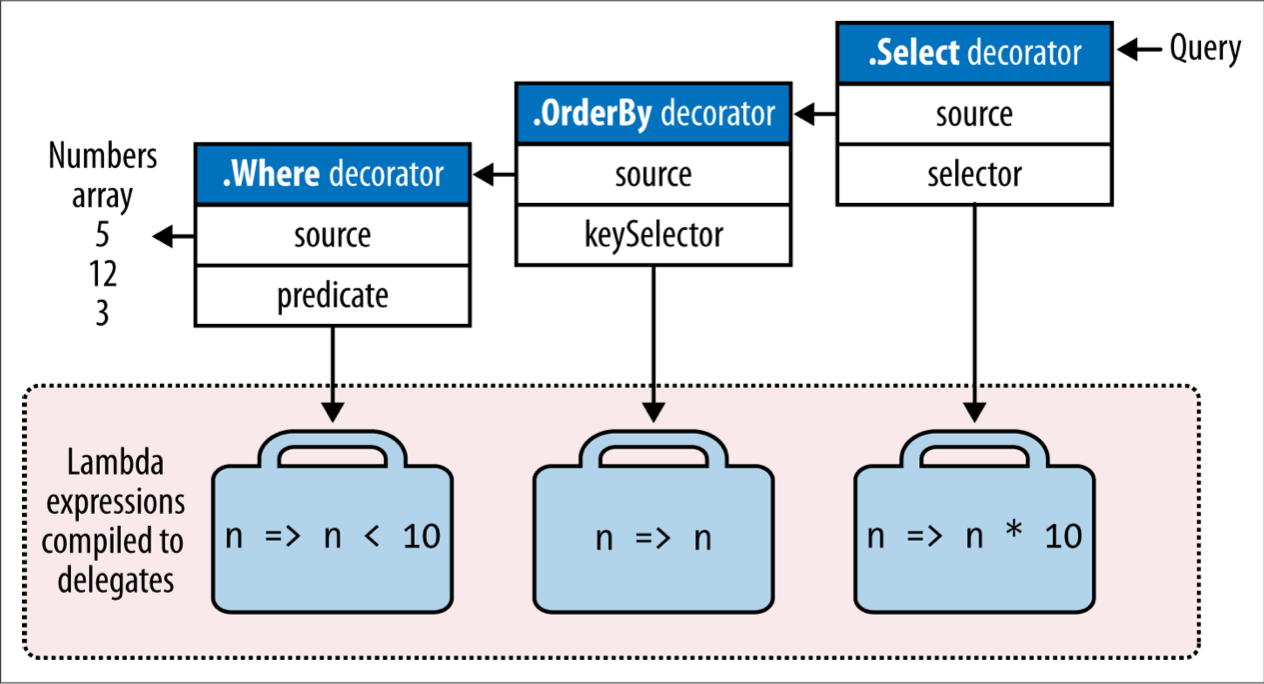 .Select decorator
Query
source
selector
.OrderBy decorator
source
keySelector
.Where decorator
source
predicate
Numbers
array
5
12
3
Lambda
expressions
compiled to
delegates
n => n < 10
n => n
n => n * 10